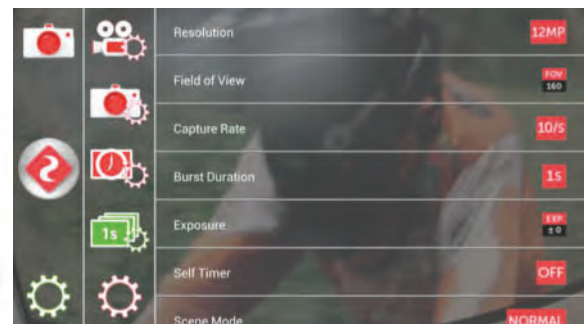 Resolution 12MP
Field of View FOV 160
Capture Rate 10/s
Burst Duration 1s
1s
Exposure EXP ± 0
Self Timer OFF
Scene Mode NORMAL